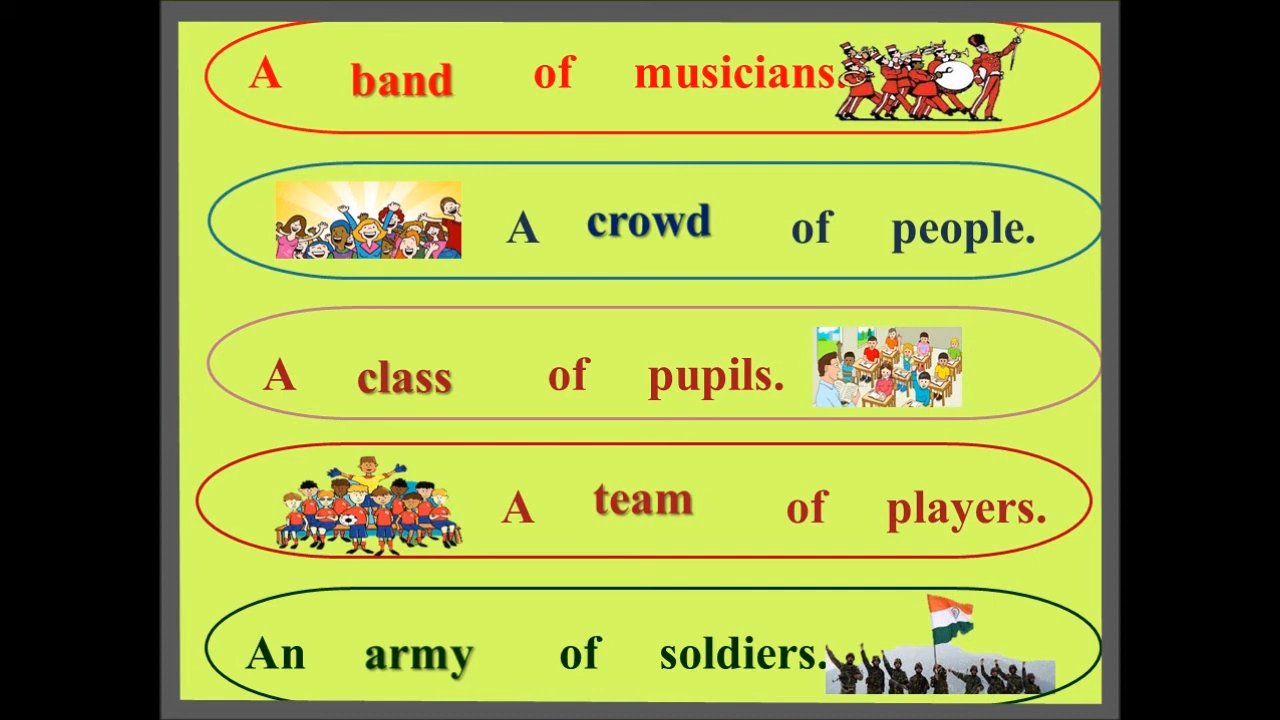 A band of musicians.
A crowd of people.
A class of pupils.
A team of players.
An army of soldiers.